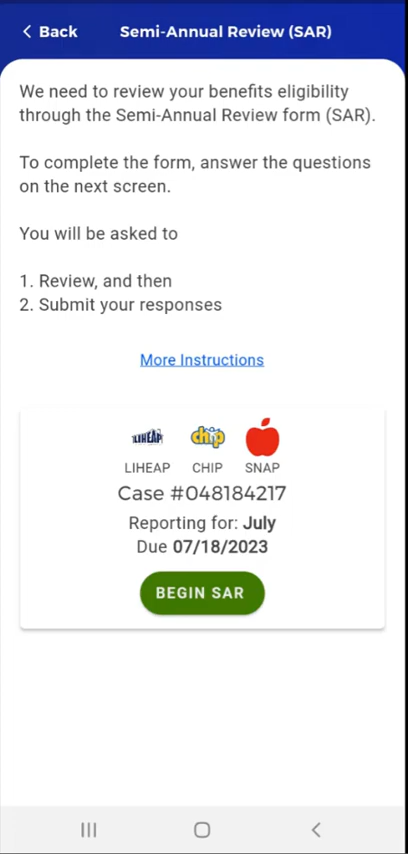 Back Semi-Annual Review (SAR)
We need to review your benefits eligibility
through the Semi-Annual Review form (SAR).
To complete the form, answer the questions
on the next screen.
You will be asked to
1. Review, and then
2. Submit your responses
More Instructions
LIHEAP chip
LIHEAP CHIP SNAP
Case #048184217
Reporting for: July
Due 07/18/2023
BEGIN SAR